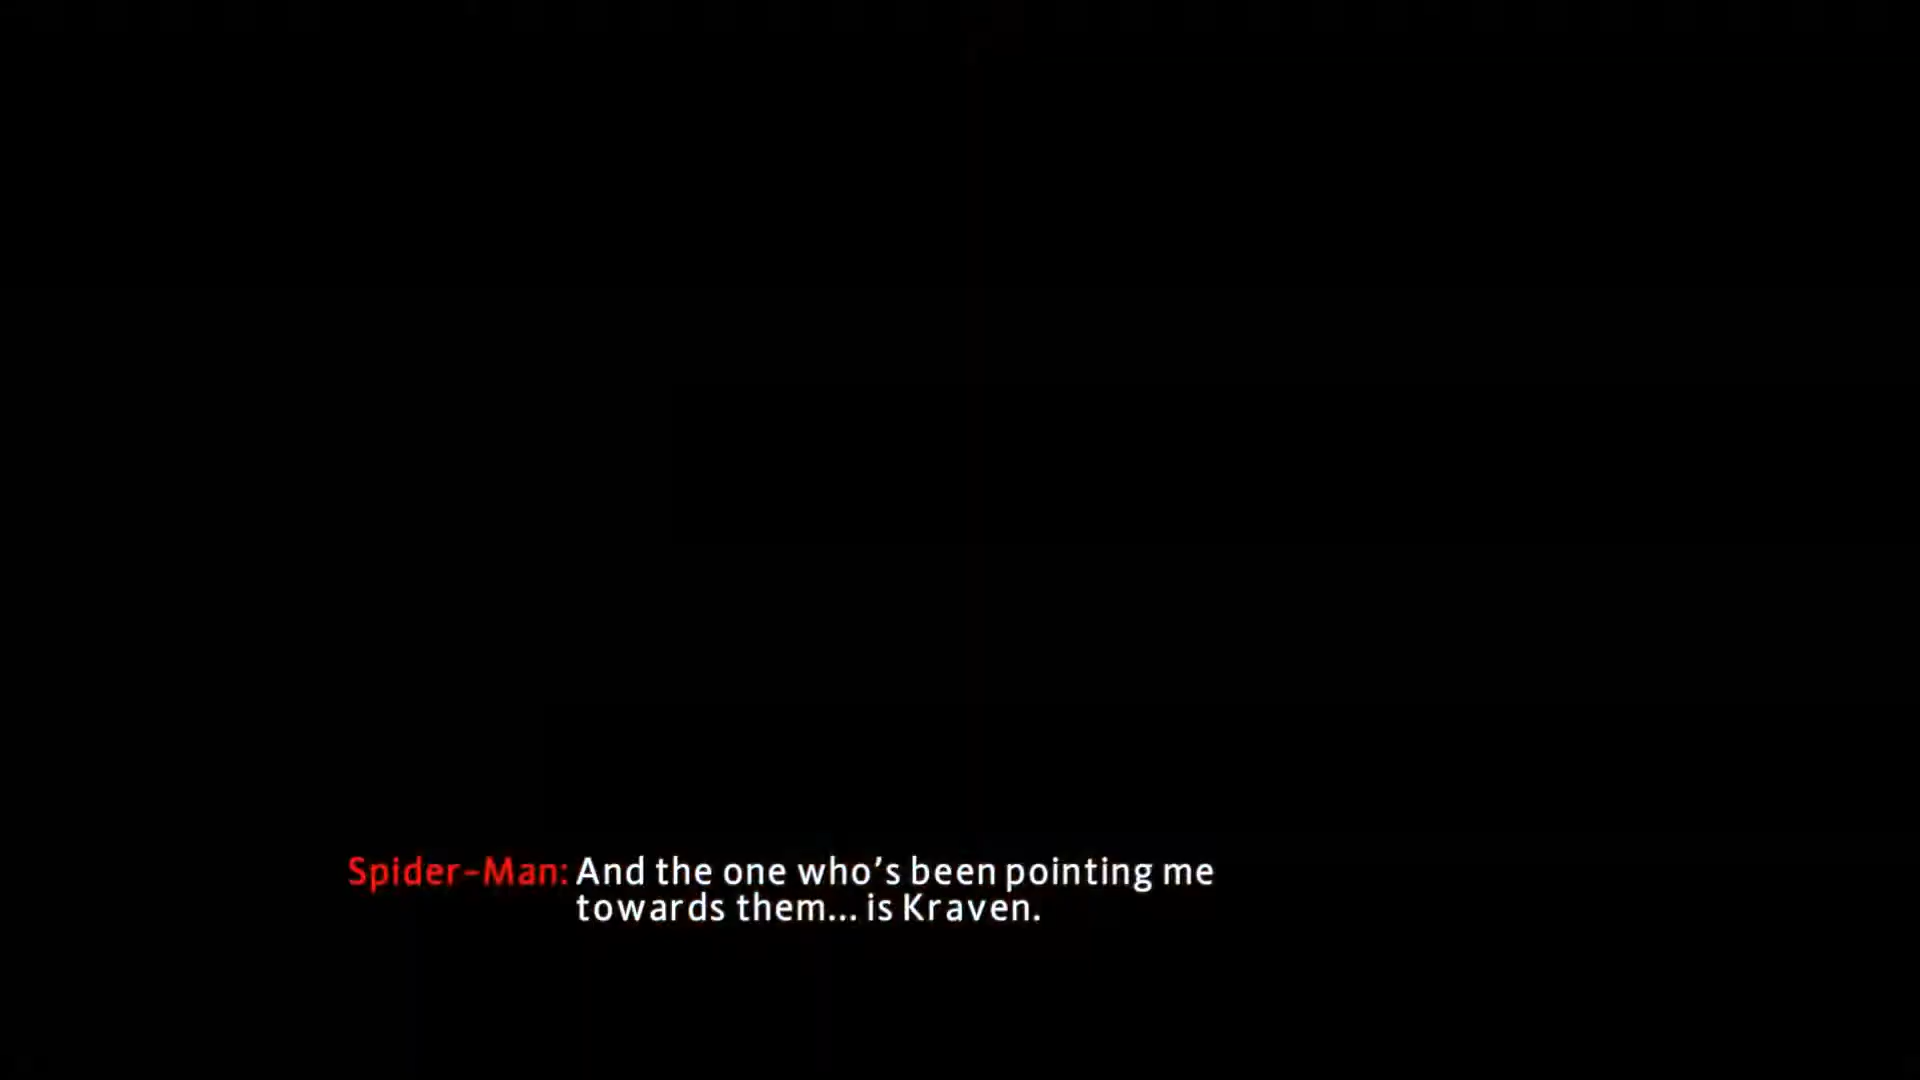 Spider-Man: And the one who's been pointing me
towards them... is Kraven.